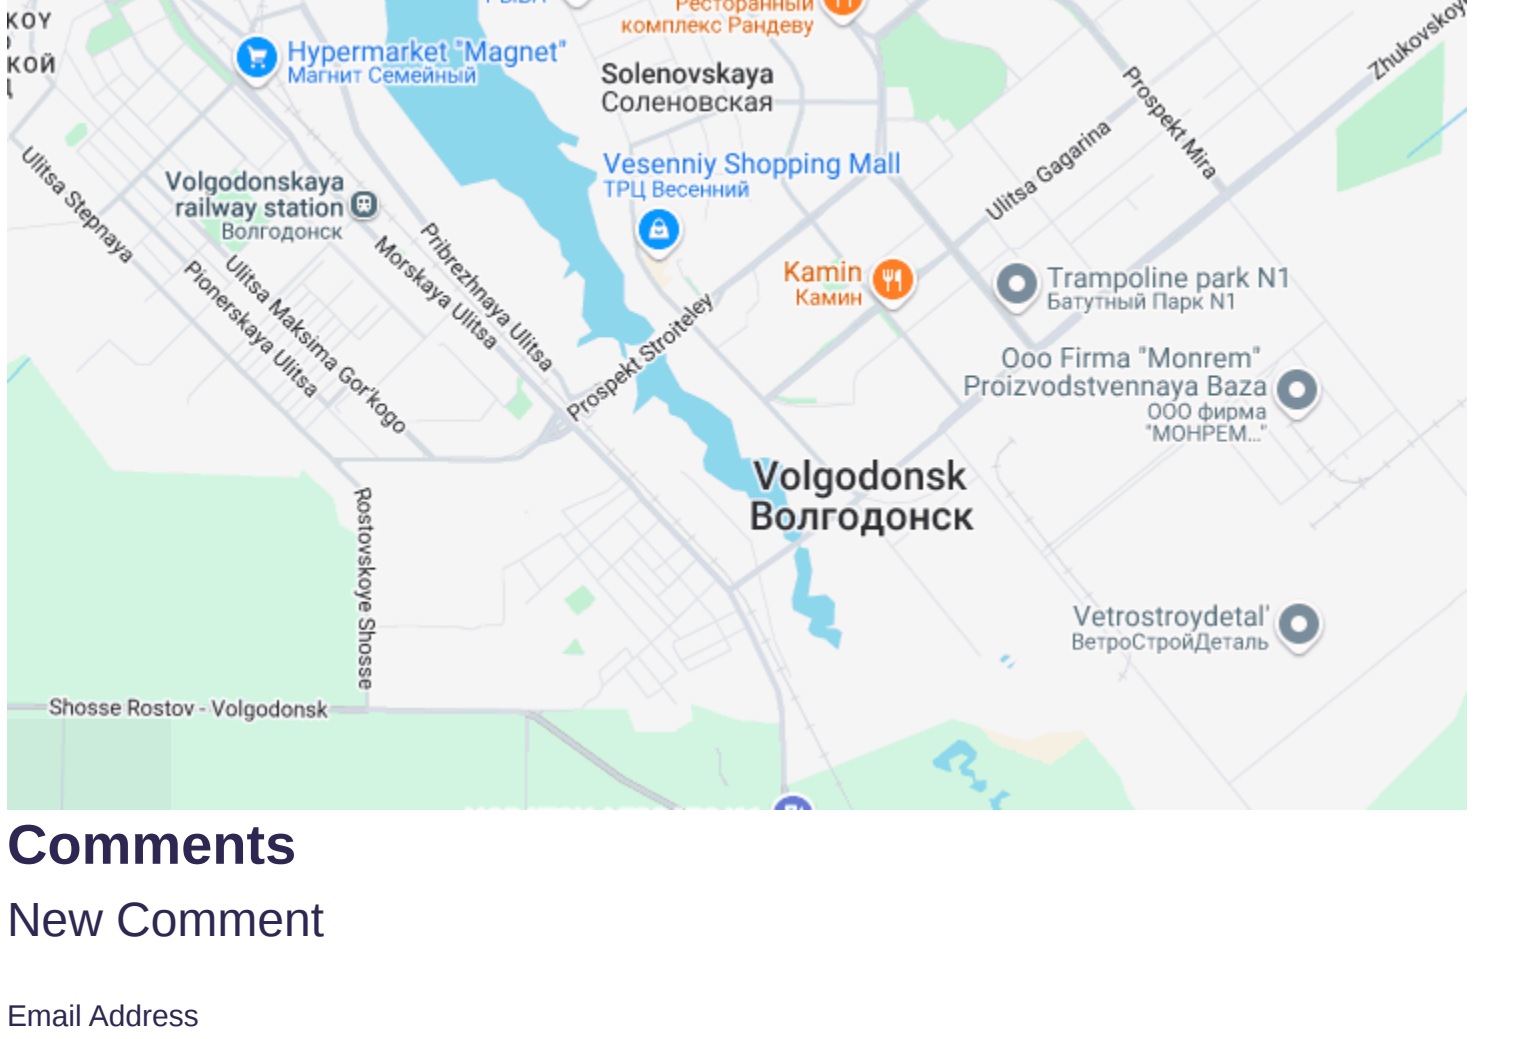 КОУ
КОЙ
Ресторанный
комплекс Рандеву
Hypermarket "Magnet"
Магнит Семейный
Solenovskaya
Соленовская
Zhukovskoy
Prospekt Mira
Ulitsa Gagarina
Vesenniy Shopping Mall
ТРЦ Весенний
Ulitsa Stepnaya
Volgodonskaya
railway station
Волгодонск
Pribrezhnaya Ulitsa
Morskaya Ulitsa
Ulitsa Maksima Gor'kogo
Pionerskaya Ulitsa
Kamin
Камин
Trampoline park N1
Батутный Парк N1
Prospekt Stroiteley
Ooo Firma "Monrem"
Proizvodstvennaya Baza
ООО фирма
"МОНРЕМ..."
Volgodonsk
Волгодонск
Rostovskoye Shosse
Vetrostroydetal'
ВетроСтройДеталь
Shosse Rostov - Volgodonsk
Comments
New Comment
Email Address